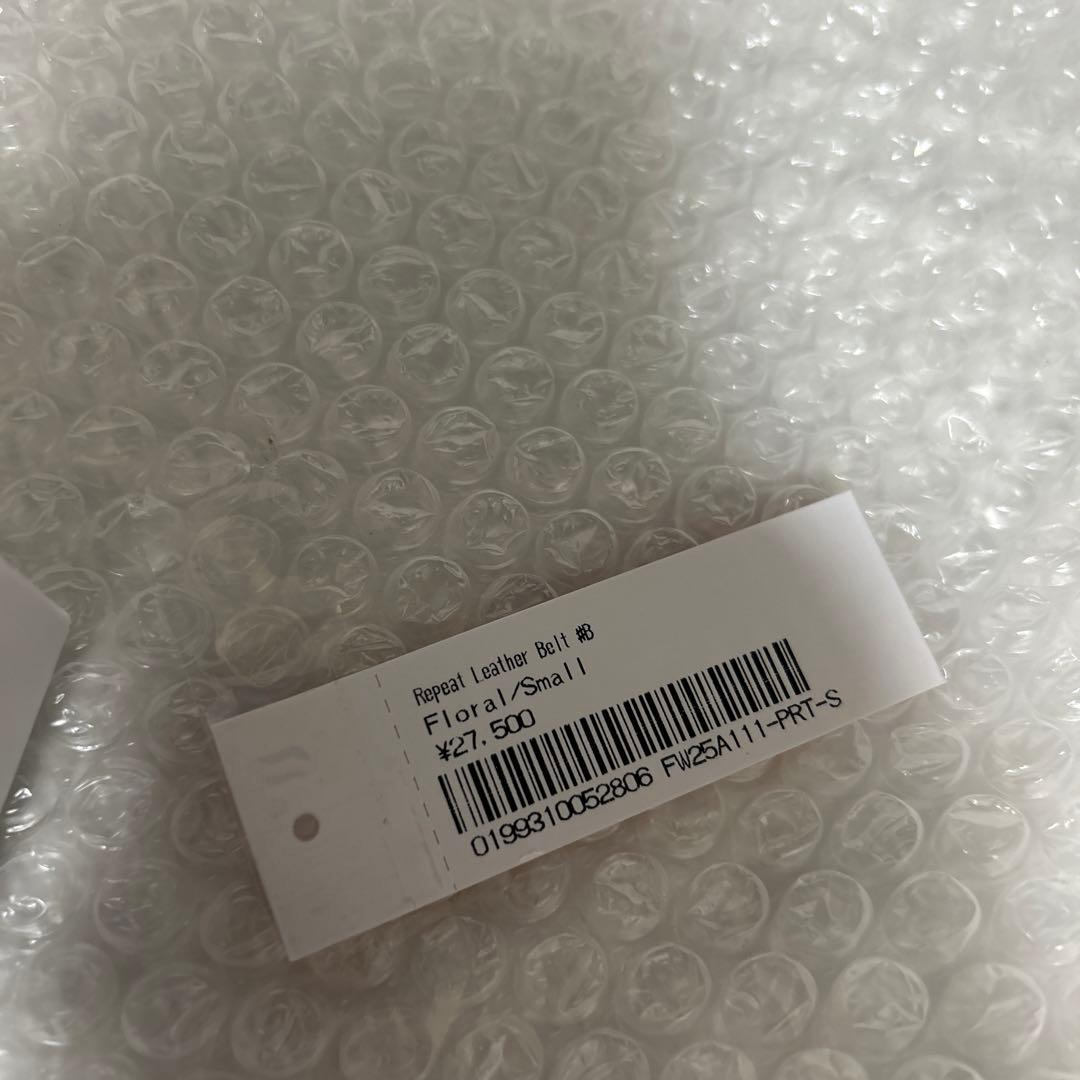 Repeat Leather Belt #B
Floral/Small
¥27,500
0199310052806 FW25A111-PRT-S